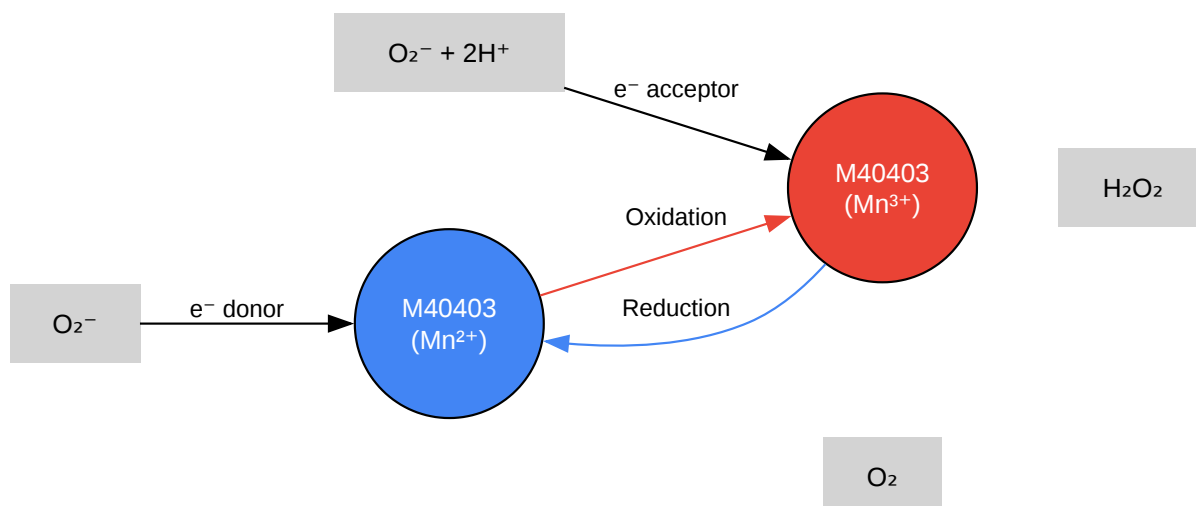 O₂⁻ + 2H⁺
e⁻ acceptor
M40403
(Mn³⁺)
H₂O₂
Oxidation
O₂⁻
e⁻ donor
M40403
(Mn²⁺)
Reduction
O₂